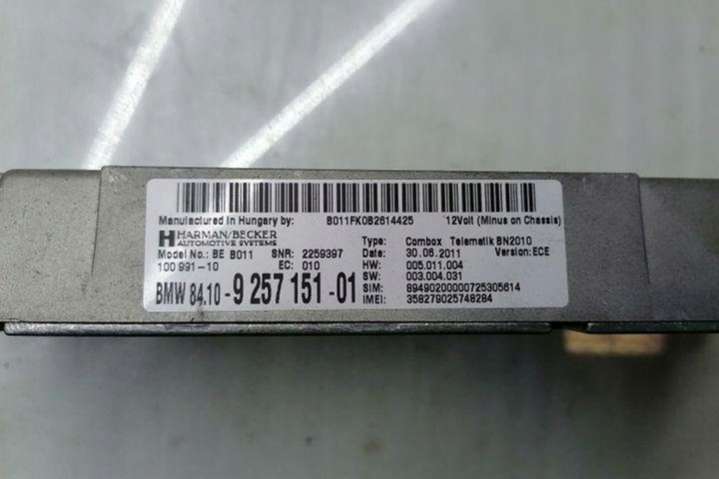 Manufactured in Hungary by: B011FK0B2614425 12Volt (Minus on Chassis)
HARMAN/BECKER
AUTOMOTIVE SYSTEMS
Type: Combox Telematik BN2010
Model No.: BE B011 SNR: 2259397 Date: 30.06.2011 Version: ECE
100 991-10 EC: 010 HW: 005.011.004
SW: 003.004.031
BMW 84.10 - 9 257 151 - 01 SIM: 89490200000725305614
IMEI: 358279025748284